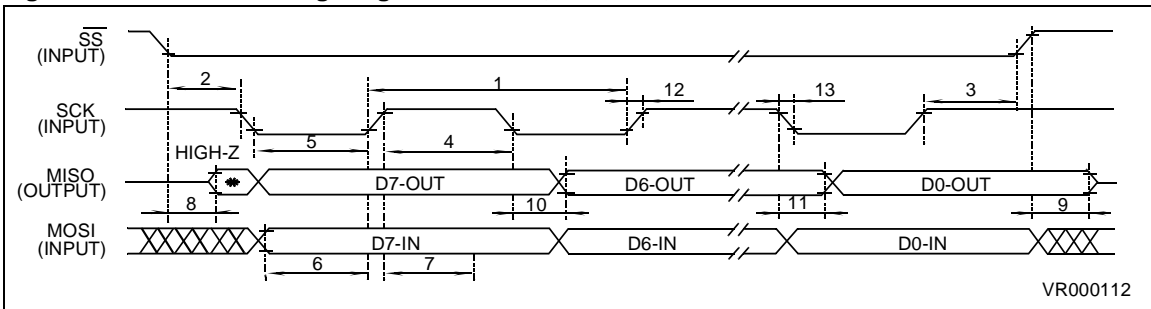 SS
(INPUT)
2
1
12
13
3
SCK
(INPUT)
5
4
HIGH-Z
MISO
(OUTPUT)
D7-OUT
D6-OUT
D0-OUT
8
10
11
9
MOSI
(INPUT)
D7-IN
D6-IN
D0-IN
6
7
VR000112